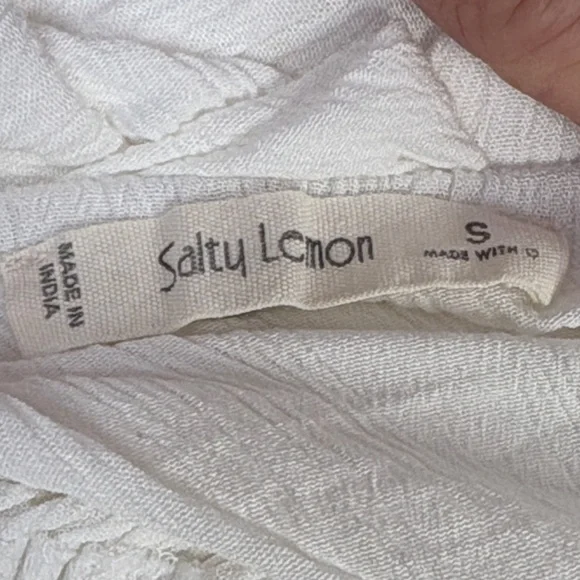 MADE IN
INDIA
Salty Lemon
S
MADE WITH ♡